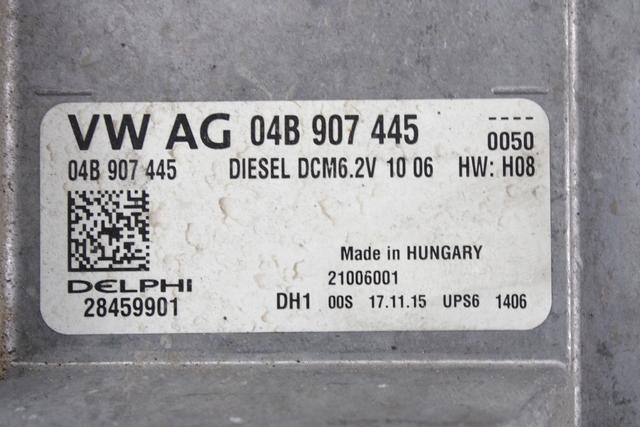 VW AG 04B 907 445
----
0050
04B 907 445 DIESEL DCM6.2V 10 06 HW: H08
Made in HUNGARY
DELPHI 21006001
28459901 DH1 00S 17.11.15 UPS6 1406